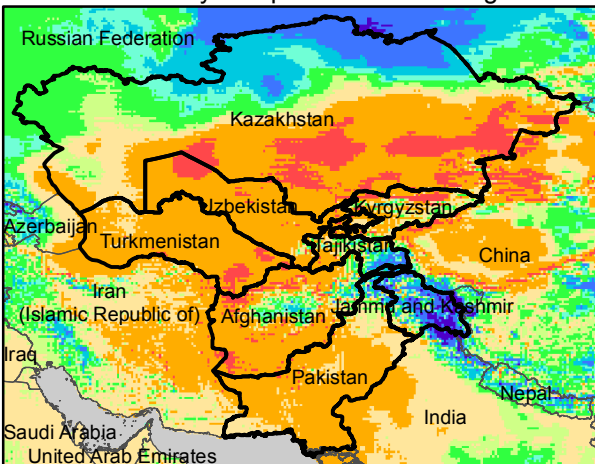 Russian Federation
Kazakhstan
Azerbaijan
Uzbekistan
Kyrgyzstan
Turkmenistan
Tajikistan
China
Iran
(Islamic Republic of)
Afghanistan
Jammu and Kashmir
Iraq
Pakistan
Nepal
India
Saudi Arabia
United Arab Emirates